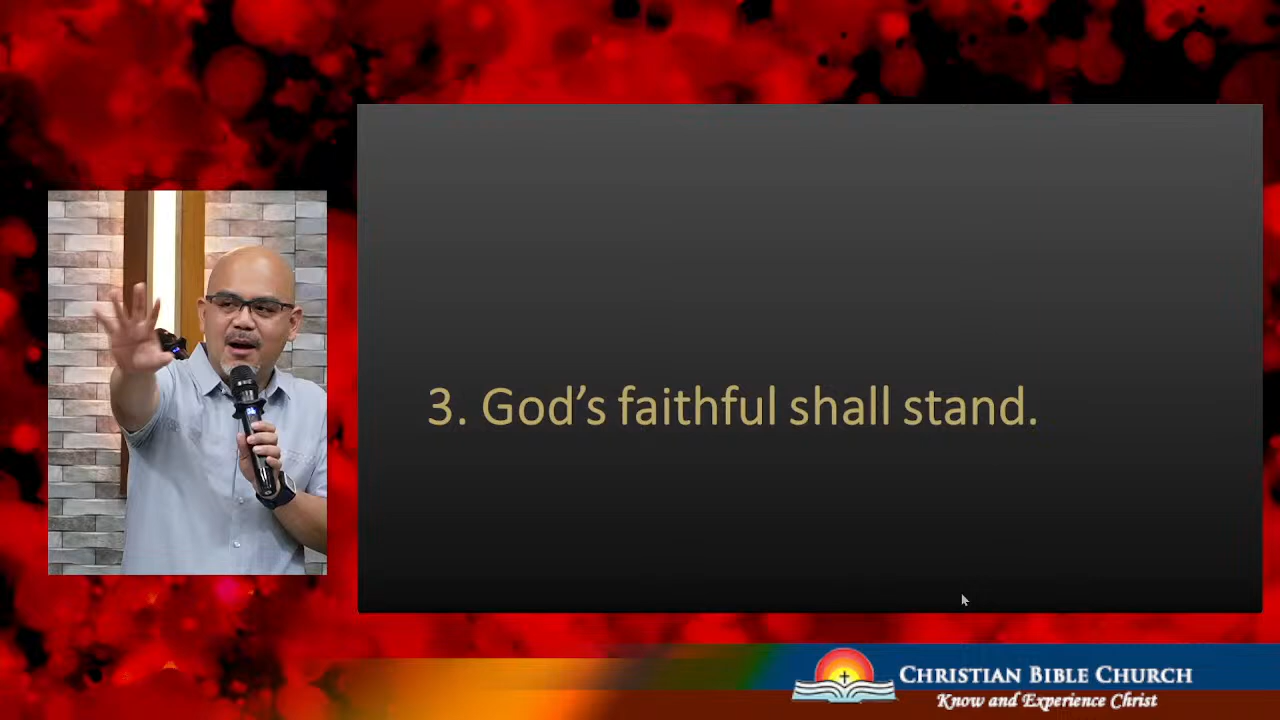 3. God’s faithful shall stand.
CHRISTIAN BIBLE CHURCH
Know and Experience Christ